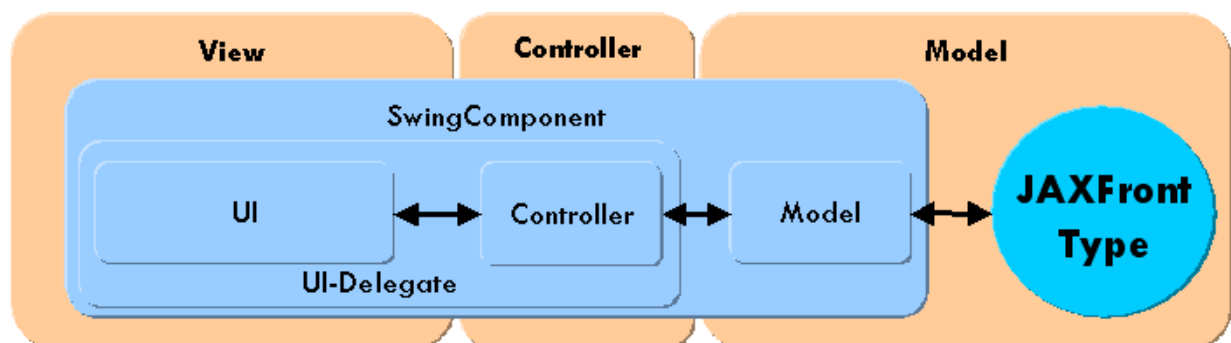 View
Controller
Model
SwingComponent
UI
Controller
Model
JAXFront
Type
UI-Delegate